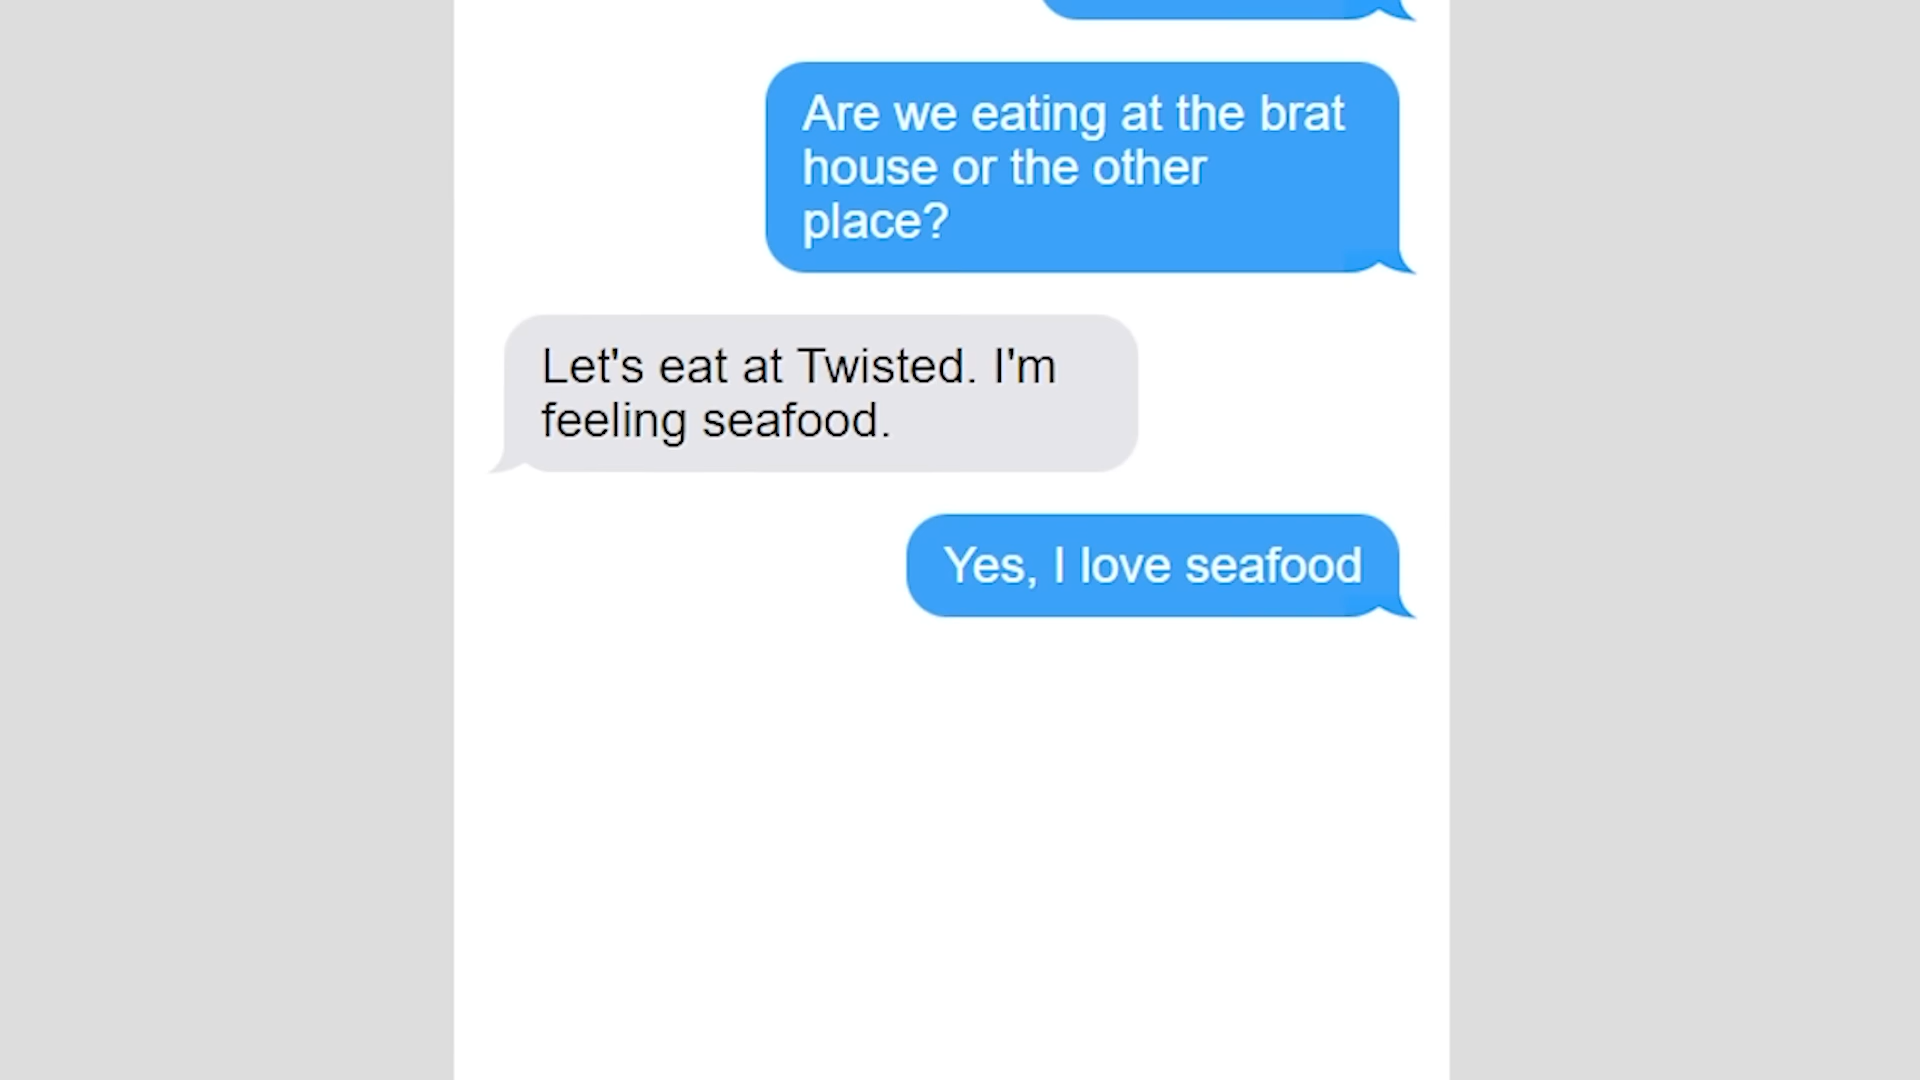 Are we eating at the brat
house or the other
place?
Let's eat at Twisted. I'm
feeling seafood.
Yes, I love seafood